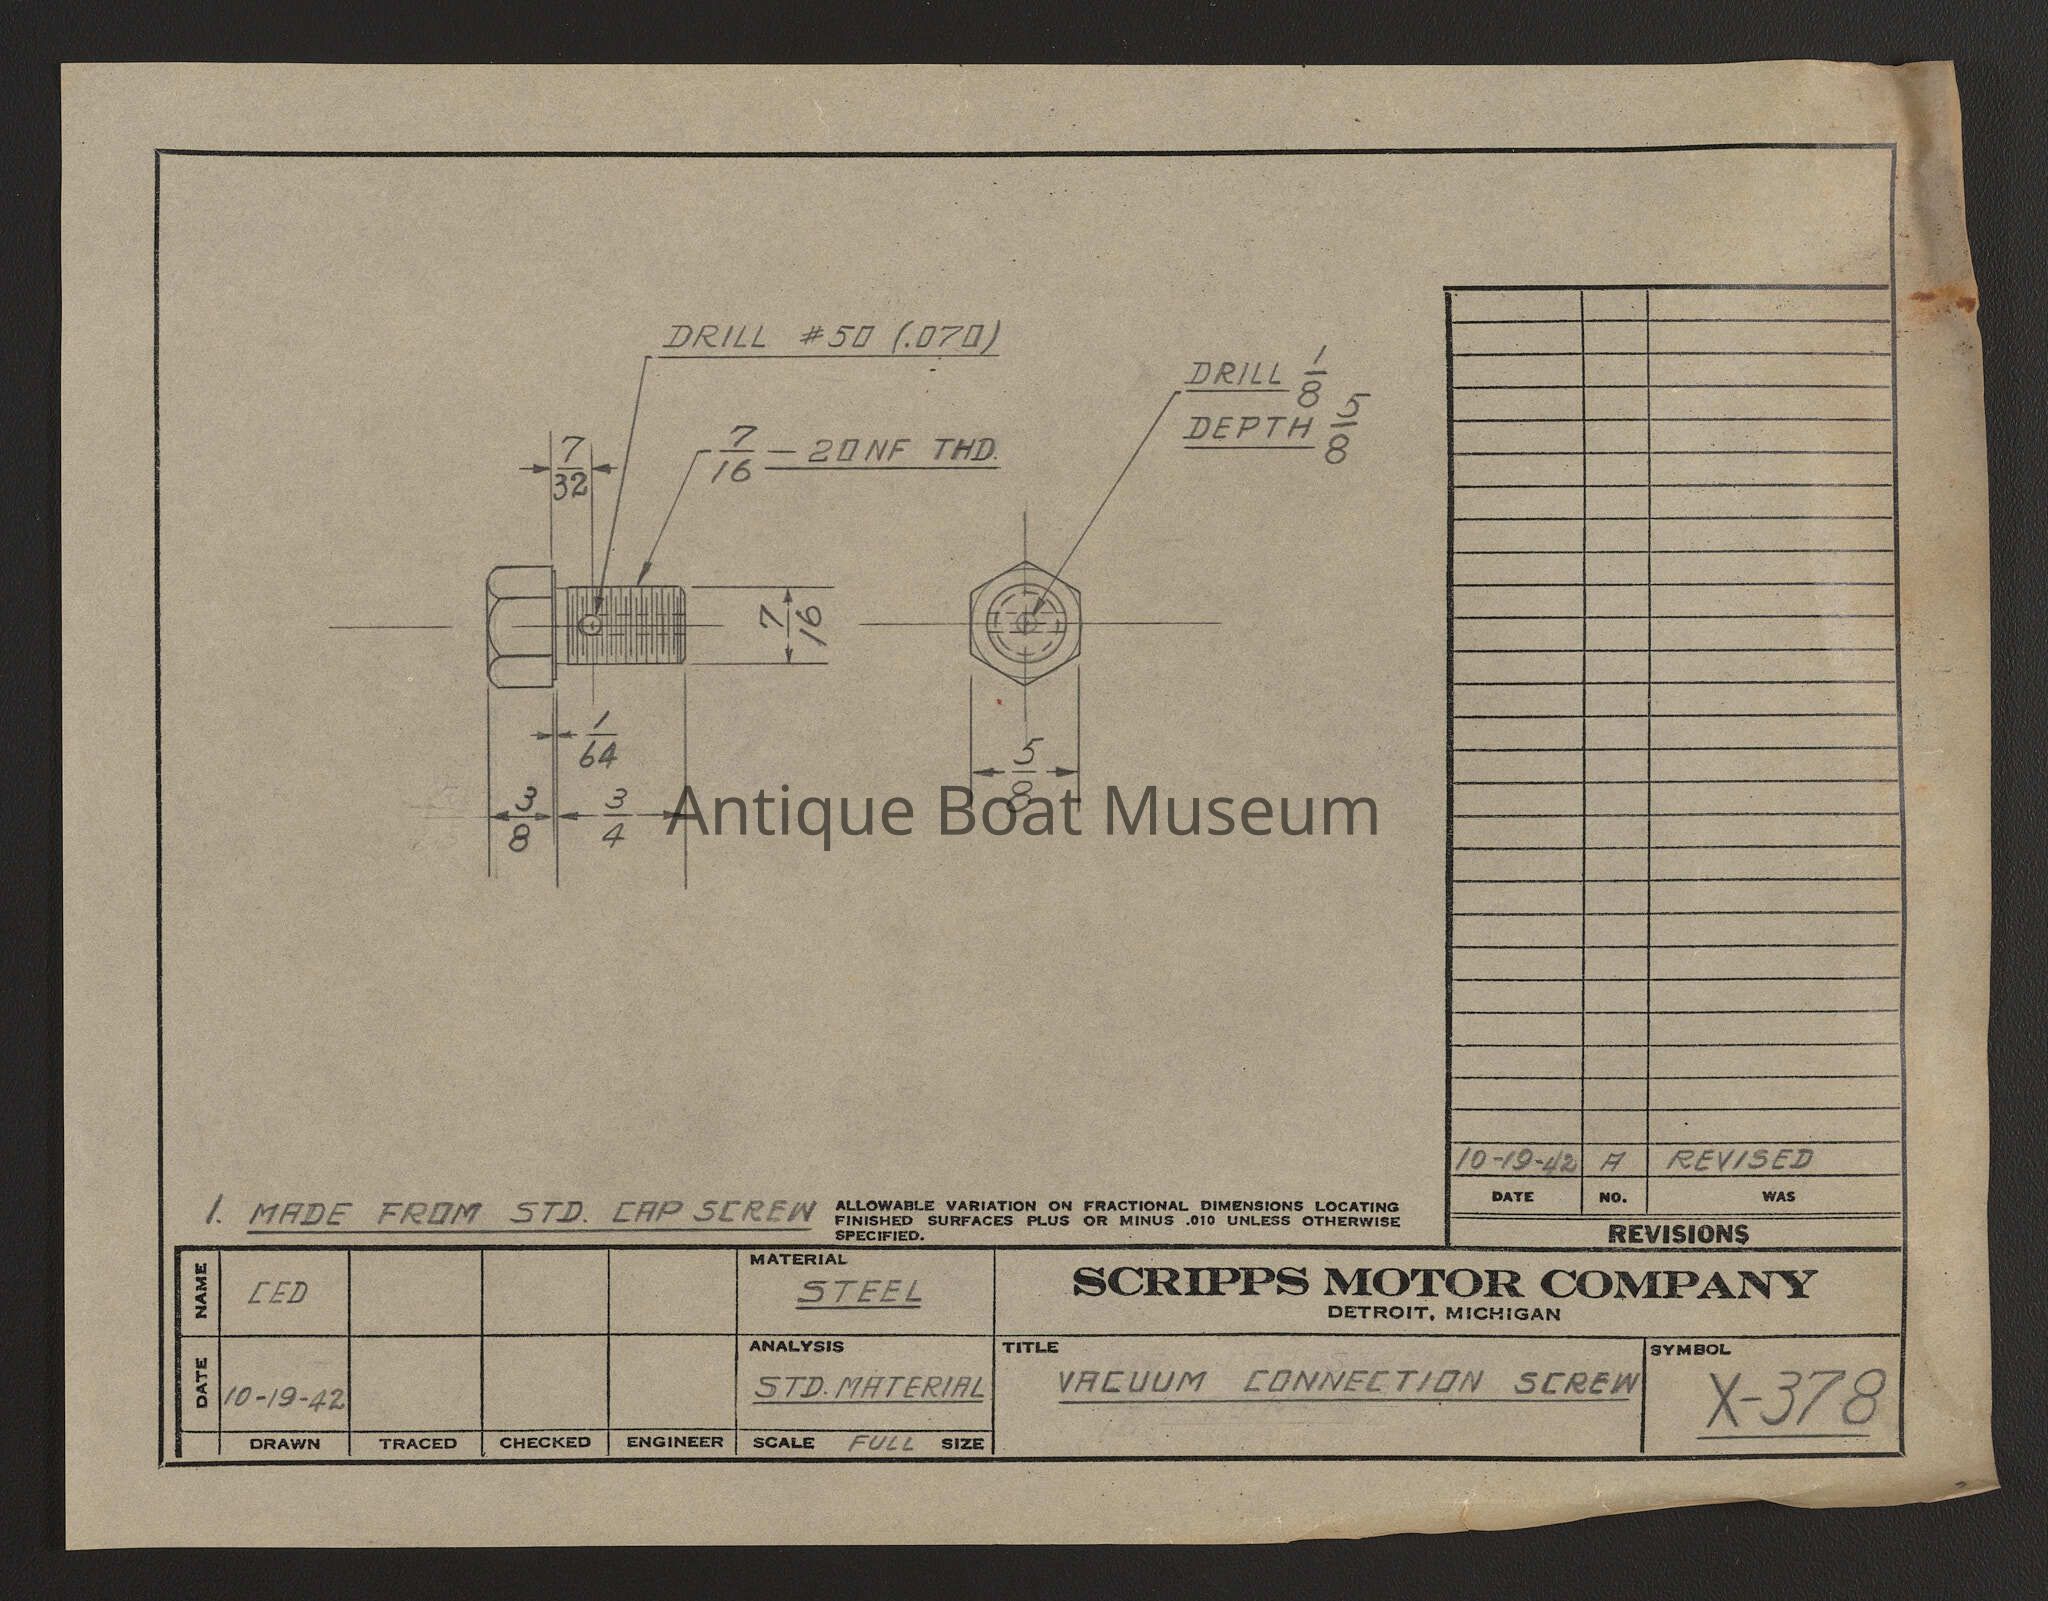 DRILL #50 (.070)
DRILL 1/8
DEPTH 5/8
7/16 - 20 NF THD.
7/32
7/16
1/64
5/8
3/8
3/4
Antique Boat Museum
10-19-42 A REVISED
DATE NO. WAS
REVISIONS
1. MADE FROM STD. CAP SCREW
ALLOWABLE VARIATION ON FRACTIONAL DIMENSIONS LOCATING
FINISHED SURFACES PLUS OR MINUS .010 UNLESS OTHERWISE
SPECIFIED.
NAME CED
DATE 10-19-42
DRAWN TRACED CHECKED ENGINEER
MATERIAL
STEEL
ANALYSIS
STD. MATERIAL
SCALE FULL SIZE
SCRIPPS MOTOR COMPANY
DETROIT, MICHIGAN
TITLE
VACUUM CONNECTION SCREW
SYMBOL
X-378